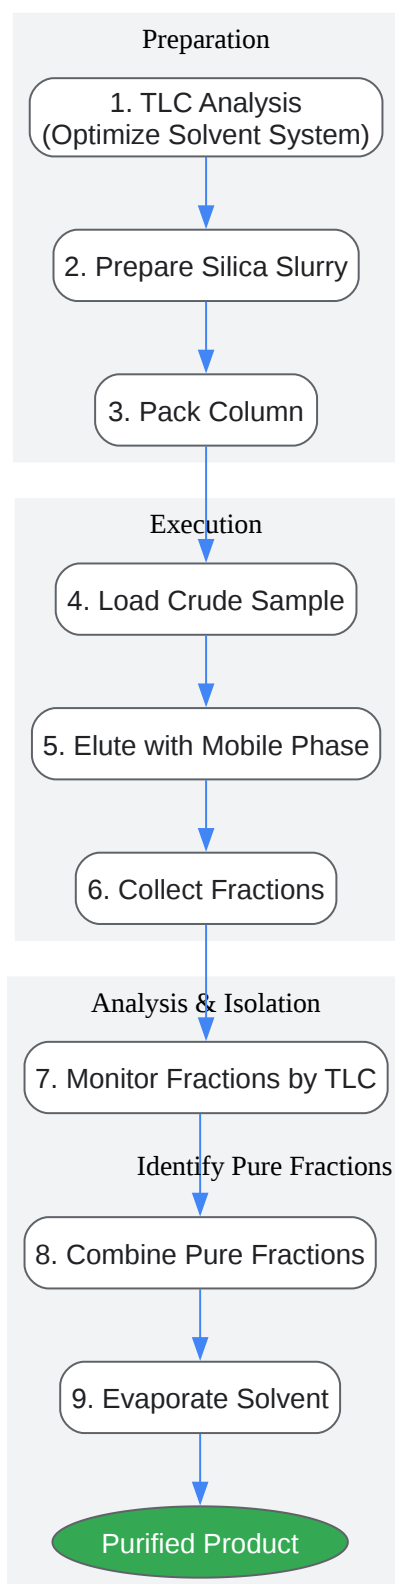 Preparation
1. TLC Analysis
(Optimize Solvent System)
2. Prepare Silica Slurry
3. Pack Column
Execution
4. Load Crude Sample
5. Elute with Mobile Phase
6. Collect Fractions
Analysis & Isolation
7. Monitor Fractions by TLC
Identify Pure Fractions
8. Combine Pure Fractions
9. Evaporate Solvent
Purified Product